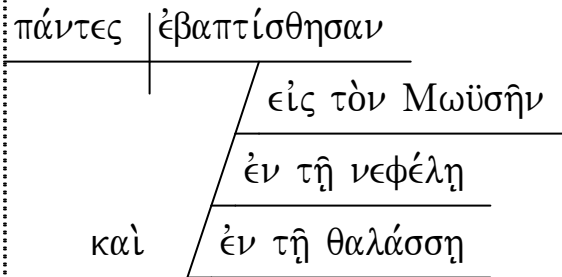 πάντες ἐβαπτίσθησαν
εἰς τὸν Μωϋσῆν
ἐν τῇ νεφέλῃ
καὶ ἐν τῇ θαλάσσῃ